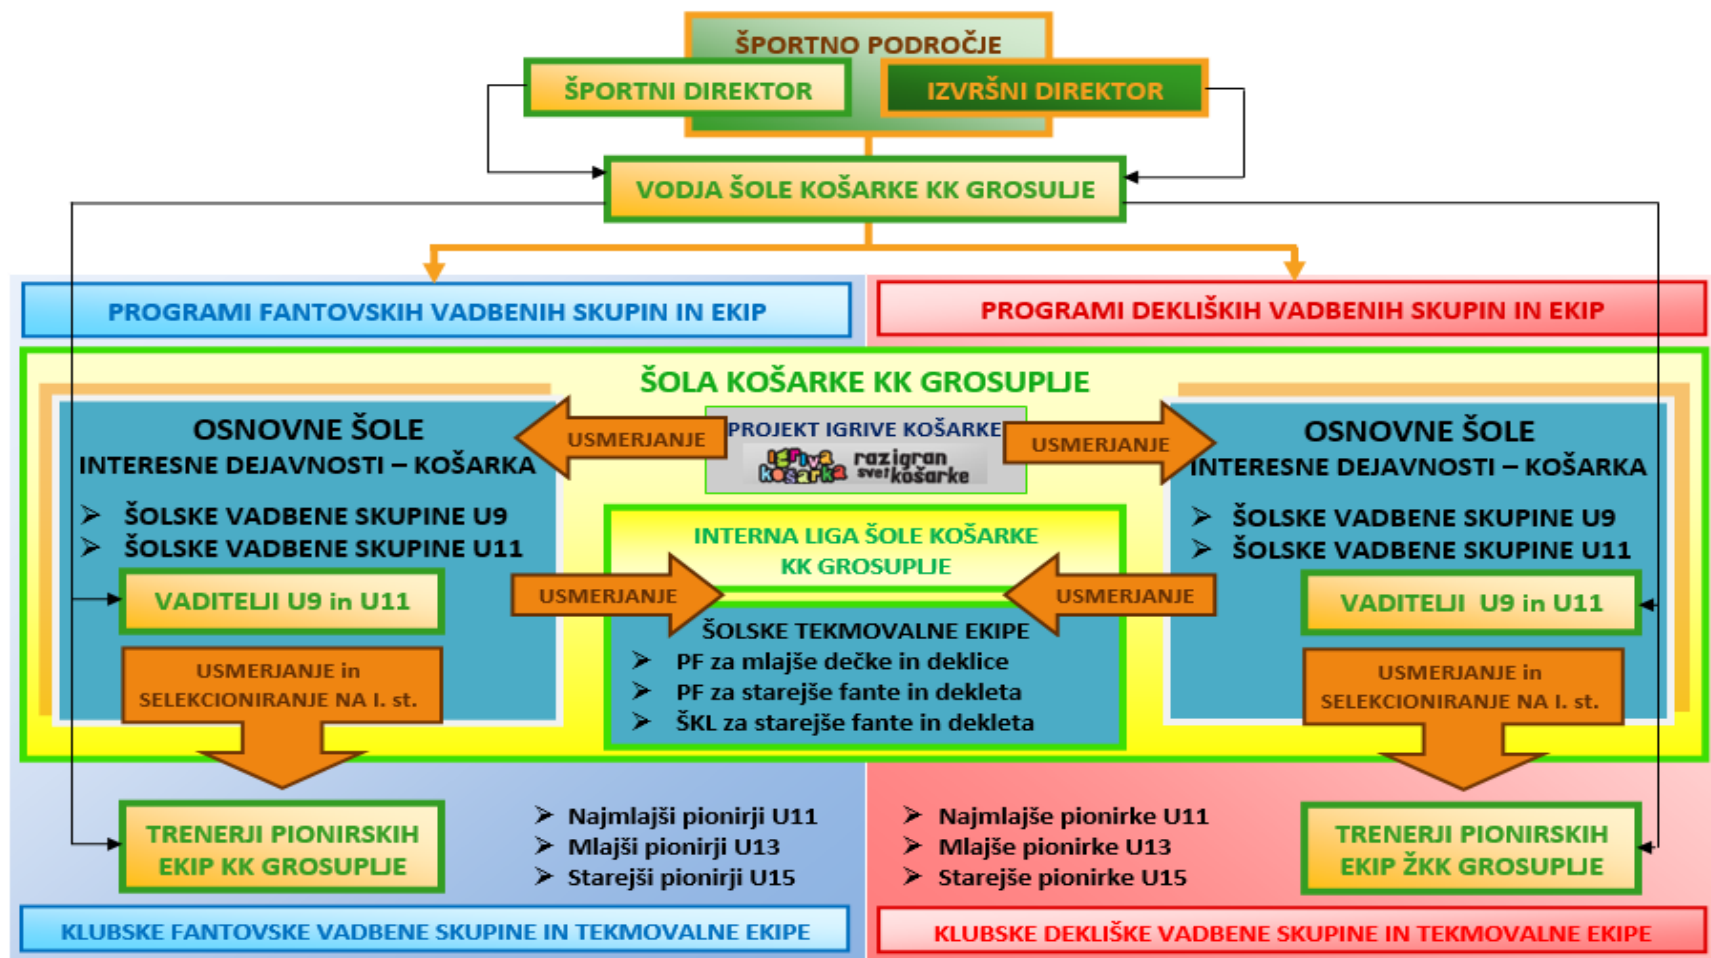 ŠPORTNO PODROČJE
ŠPORTNI DIREKTOR
IZVRŠNI DIREKTOR
VODJA ŠOLE KOŠARKE KK GROSULJE
PROGRAMI FANTOVSKIH VADBENIH SKUPIN IN EKIP
PROGRAMI DEKLIŠKIH VADBENIH SKUPIN IN EKIP
ŠOLA KOŠARKE KK GROSUPLJE
OSNOVNE ŠOLE
INTERESNE DEJAVNOSTI – KOŠARKA
➢ ŠOLSKE VADBENE SKUPINE U9
➢ ŠOLSKE VADBENE SKUPINE U11
VADITELJI U9 in U11
USMERJANJE in
SELEKCIONIRANJE NA I. st.
USMERJANJE
PROJEKT IGRIVE KOŠARKE
igriva
košarka
razigran
svet košarke
USMERJANJE
INTERNA LIGA ŠOLE KOŠARKE
KK GROSUPLJE
USMERJANJE
USMERJANJE
ŠOLSKE TEKMOVALNE EKIPE
➢ PF za mlajše dečke in deklice
➢ PF za starejše fante in dekleta
➢ ŠKL za starejše fante in dekleta
OSNOVNE ŠOLE
INTERESNE DEJAVNOSTI – KOŠARKA
➢ ŠOLSKE VADBENE SKUPINE U9
➢ ŠOLSKE VADBENE SKUPINE U11
VADITELJI U9 in U11
USMERJANJE in
SELEKCIONIRANJE NA I. st.
TRENERJI PIONIRSKIH
EKIP KK GROSUPLJE
➢ Najmlajši pionirji U11
➢ Mlajši pionirji U13
➢ Starejši pionirji U15
➢ Najmlajše pionirke U11
➢ Mlajše pionirke U13
➢ Starejše pionirke U15
TRENERJI PIONIRSKIH
EKIP ŽKK GROSUPLJE
KLUBSKE FANTOVSKE VADBENE SKUPINE IN TEKMOVALNE EKIPE
KLUBSKE DEKLIŠKE VADBENE SKUPINE IN TEKMOVALNE EKIPE